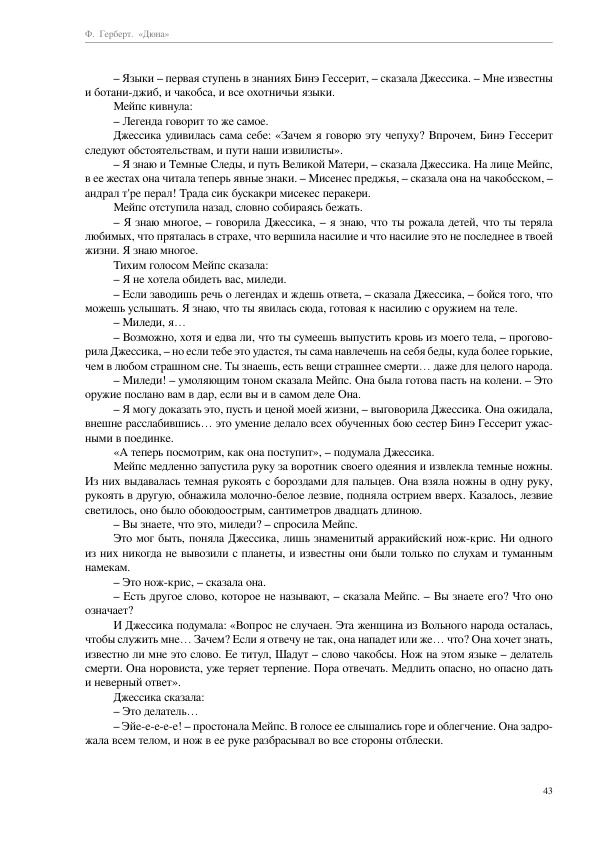 Ф. Герберт. «Дюна»
– Языки – первая ступень в знаниях Бинэ Гессерит, – сказала Джессика. – Мне известны
и ботани-джиб, и чакобса, и все охотничьи языки.
Мейпс кивнула:
– Легенда говорит то же самое.
Джессика удивилась сама себе: «Зачем я говорю эту чепуху? Впрочем, Бинэ Гессерит
следуют обстоятельствам, и пути наши извилисты».
– Я знаю и Темные Следы, и путь Великой Матери, – сказала Джессика. На лице Мейпс,
в ее жестах она читала теперь явные знаки. – Мисенес преджья, – сказала она на чакобсском, –
андрал т'ре перал! Трада сик бускакри мисекес перакери.
Мейпс отступила назад, словно собираясь бежать.
– Я знаю многое, – говорила Джессика, – я знаю, что ты рожала детей, что ты теряла
любимых, что пряталась в страхе, что вершила насилие и что насилие это не последнее в твоей
жизни. Я знаю многое.
Тихим голосом Мейпс сказала:
– Я не хотела обидеть вас, миледи.
– Если заводишь речь о легендах и ждешь ответа, – сказала Джессика, – бойся того, что
можешь услышать. Я знаю, что ты явилась сюда, готовая к насилию с оружием на теле.
– Миледи, я…
– Возможно, хотя и едва ли, что ты сумеешь выпустить кровь из моего тела, – прогово-
рила Джессика, – но если тебе это удастся, ты сама навлечешь на себя беды, куда более горькие,
чем в любом страшном сне. Ты знаешь, есть вещи страшнее смерти… даже для целого народа.
– Миледи! – умоляющим тоном сказала Мейпс. Она была готова пасть на колени. – Это
оружие послано вам в дар, если вы и в самом деле Она.
– Я могу доказать это, пусть и ценой моей жизни, – выговорила Джессика. Она ожидала,
внешне расслабившись… это умение делало всех обученных бою сестер Бинэ Гессерит ужас-
ными в поединке.
«А теперь посмотрим, как она поступит», – подумала Джессика.
Мейпс медленно запустила руку за воротник своего одеяния и извлекла темные ножны.
Из них выдавалась темная рукоять с бороздами для пальцев. Она взяла ножны в одну руку,
рукоять в другую, обнажила молочно-белое лезвие, подняла острием вверх. Казалось, лезвие
светилось, оно было обоюдоострым, сантиметров двадцать длиною.
– Вы знаете, что это, миледи? – спросила Мейпс.
Это мог быть, поняла Джессика, лишь знаменитый арракийский нож-крис. Ни одного
из них никогда не вывозили с планеты, и известны они были только по слухам и туманным
намекам.
– Это нож-крис, – сказала она.
– Есть другое слово, которое не называют, – сказала Мейпс. – Вы знаете его? Что оно
означает?
И Джессика подумала: «Вопрос не случаен. Эта женщина из Вольного народа осталась,
чтобы служить мне… Зачем? Если я отвечу не так, она нападет или же… что? Она хочет знать,
известно ли мне это слово. Ее титул, Шадут – слово чакобсы. Нож на этом языке – делатель
смерти. Она норовиста, уже теряет терпение. Пора отвечать. Медлить опасно, но опасно дать
и неверный ответ».
Джессика сказала:
– Это делатель…
– Эйе-е-е-е-е! – простонала Мейпс. В голосе ее слышались горе и облегчение. Она задро-
жала всем телом, и нож в ее руке разбрасывал во все стороны отблески.
43